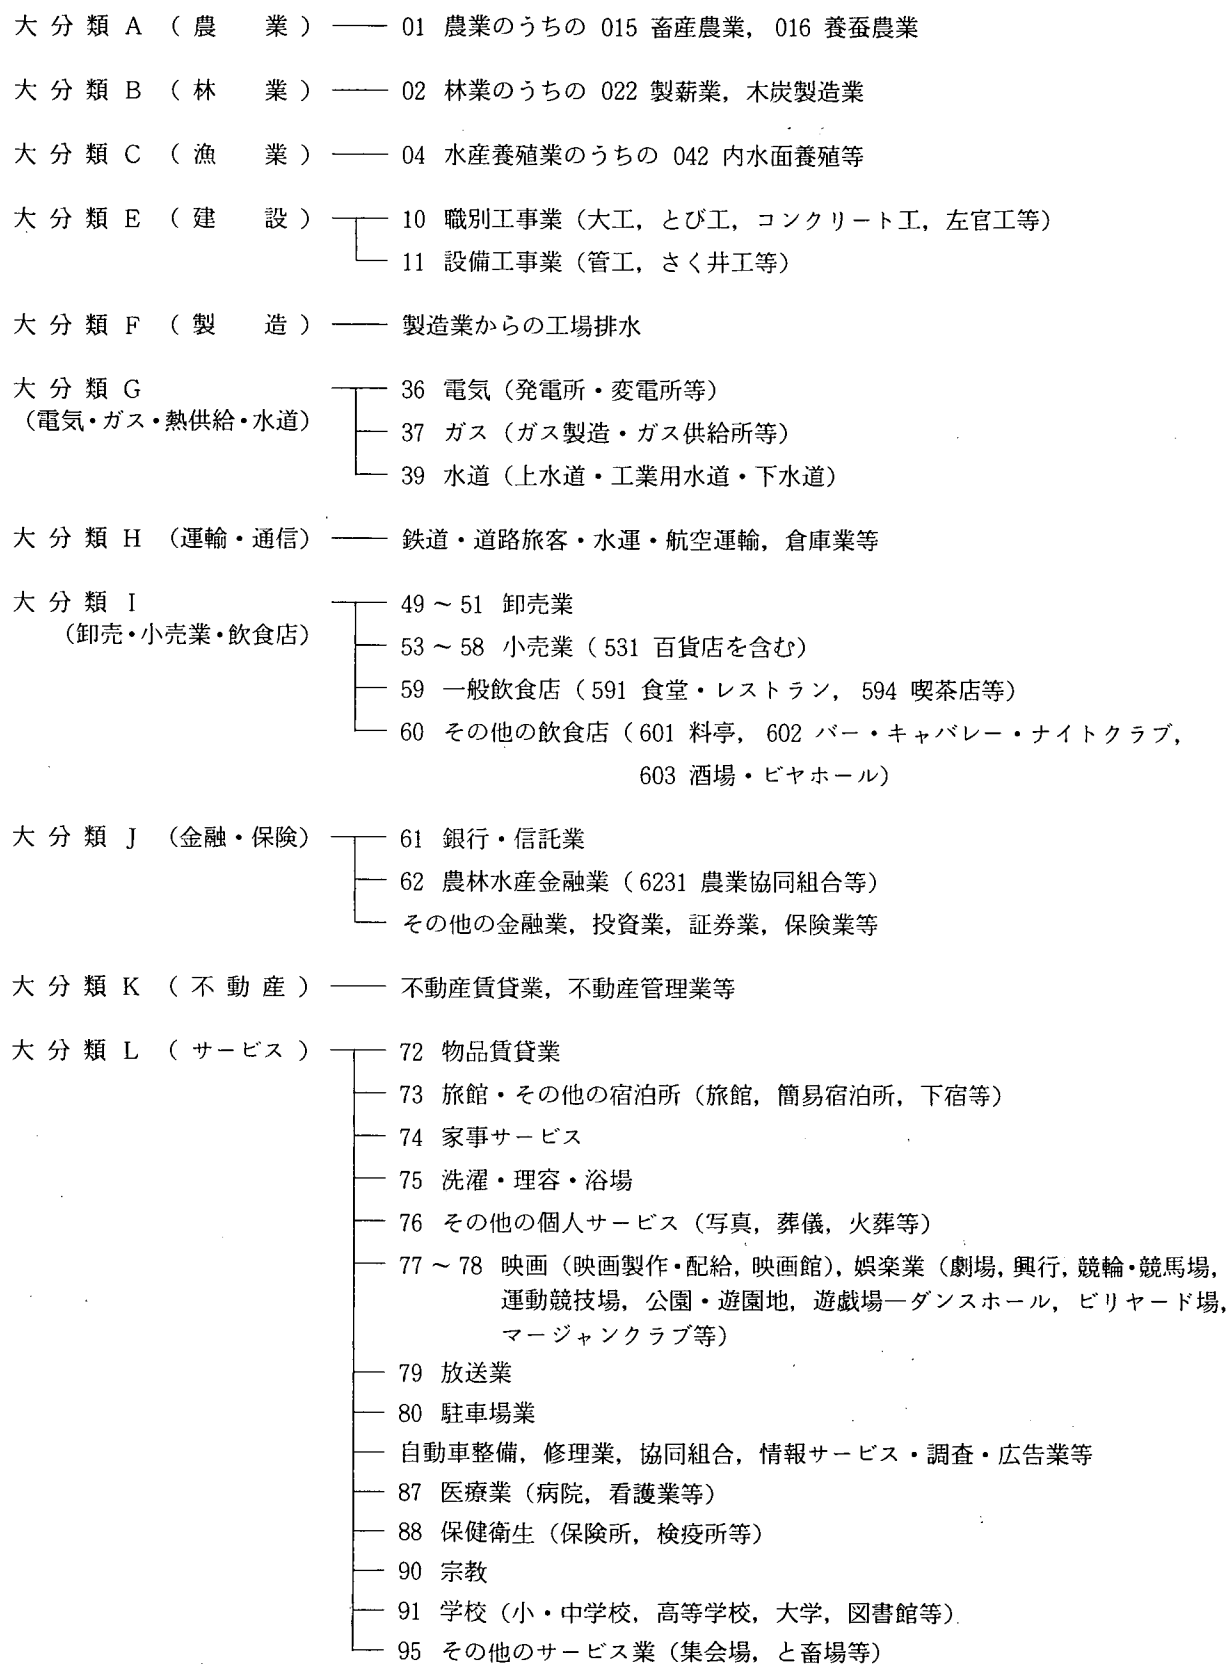 大分類A（農　業）── 01 農業のうちの 015 畜産農業，016 養蚕農業
大分類B（林　業）── 02 林業のうちの 022 製薪業，木炭製造業
大分類C（漁　業）── 04 水産養殖業のうちの 042 内水面養殖等
大分類E（建　設） 10 職別工事業（大工，とび工，コンクリート工，左官工等）
11 設備工事業（管工，さく井工等）
大分類F（製　造）── 製造業からの工場排水
大分類G 36 電気（発電所・変電所等）
（電気・ガス・熱供給・水道） 37 ガス（ガス製造・ガス供給所等）
39 水道（上水道・工業用水道・下水道）
大分類H（運輸・通信）── 鉄道・道路旅客・水運・航空運輸，倉庫業等
大分類I 49～51 卸売業
（卸売・小売業・飲食店） 53～58 小売業（531 百貨店を含む）
59 一般飲食店（591 食堂・レストラン，594 喫茶店等）
60 その他の飲食店（601 料亭，602 バー・キャバレー・ナイトクラブ，
603 酒場・ビヤホール）
大分類J（金融・保険） 61 銀行・信託業
62 農林水産金融業（6231 農業協同組合等）
その他の金融業，投資業，証券業，保険業等
大分類K（不動産）── 不動産賃貸業，不動産管理業等
大分類L（サービス） 72 物品賃貸業
73 旅館・その他の宿泊所（旅館，簡易宿泊所，下宿等）
74 家事サービス
75 洗濯・理容・浴場
76 その他の個人サービス（写真，葬儀，火葬等）
77～78 映画（映画製作・配給，映画館），娯楽業（劇場，興行，競輪・競馬場，
運動競技場，公園・遊園地，遊戯場―ダンスホール，ビリヤード場，
マージャンクラブ等）
79 放送業
80 駐車場業
自動車整備，修理業，協同組合，情報サービス・調査・広告業等
87 医療業（病院，看護業等）
88 保健衛生（保険所，検疫所等）
90 宗教
91 学校（小・中学校，高等学校，大学，図書館等）
95 その他のサービス業（集会場，と畜場等）